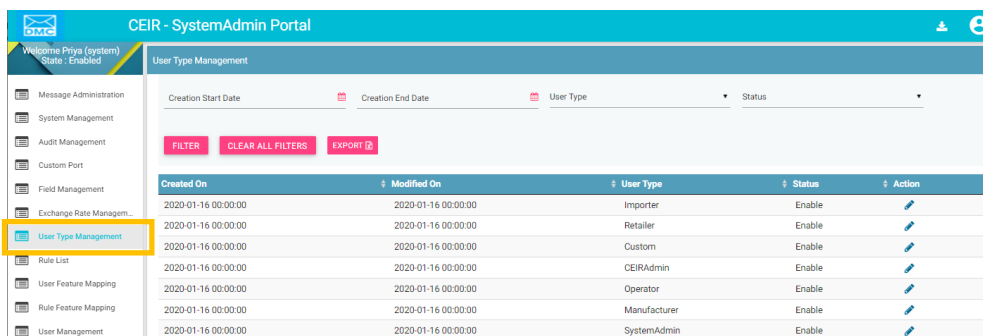 DMC
CEIR - SystemAdmin Portal
Welcome Priya (system)
State : Enabled
User Type Management
Message Administration
System Management
Audit Management
Custom Port
Field Management
Exchange Rate Managem...
User Type Management
Rule List
User Feature Mapping
Rule Feature Mapping
User Management
Creation Start Date Creation End Date User Type Status
FILTER CLEAR ALL FILTERS EXPORT
Created On Modified On User Type Status Action
2020-01-16 00:00:00 2020-01-16 00:00:00 Importer Enable
2020-01-16 00:00:00 2020-01-16 00:00:00 Retailer Enable
2020-01-16 00:00:00 2020-01-16 00:00:00 Custom Enable
2020-01-16 00:00:00 2020-01-16 00:00:00 CEIRAdmin Enable
2020-01-16 00:00:00 2020-01-16 00:00:00 Operator Enable
2020-01-16 00:00:00 2020-01-16 00:00:00 Manufacturer Enable
2020-01-16 00:00:00 2020-01-16 00:00:00 SystemAdmin Enable